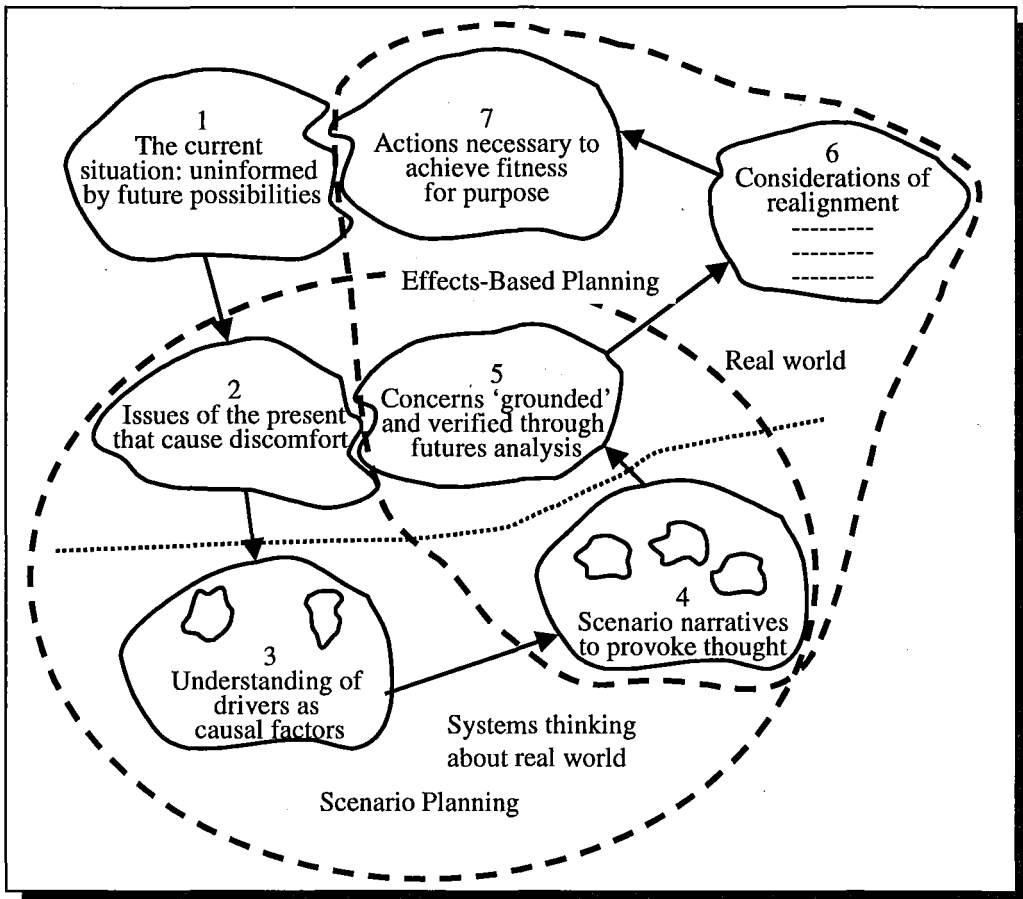 1
The current
situation: uninformed
by future possibilities
7
Actions necessary to
achieve fitness
for purpose
6
Considerations of
realignment
Effects-Based Planning
Real world
2
Issues of the present
that cause discomfort
5
Concerns ‘grounded’
and verified through
futures analysis
4
Scenario narratives
to provoke thought
3
Understanding of
drivers as
causal factors
Systems thinking
about real world
Scenario Planning